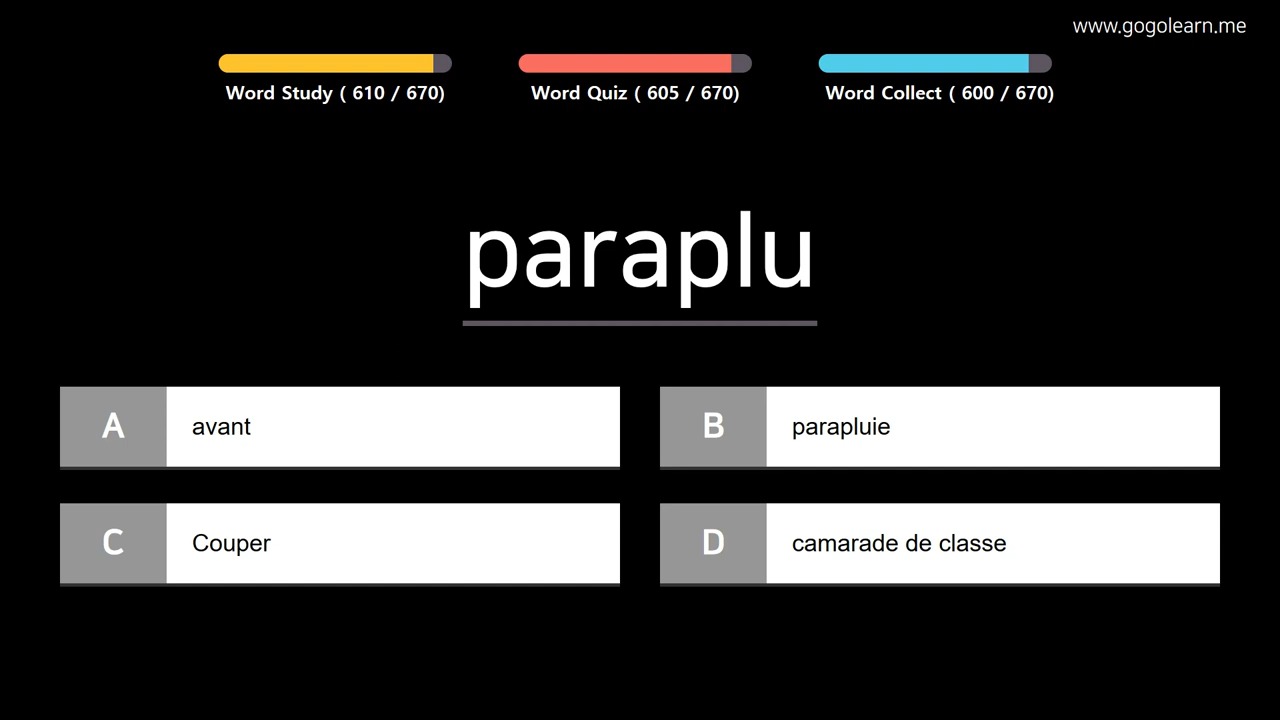 www.gogolearn.me
Word Study ( 610 / 670)
Word Quiz ( 605 / 670)
Word Collect ( 600 / 670)
paraplu
A avant
B parapluie
C Couper
D camarade de classe